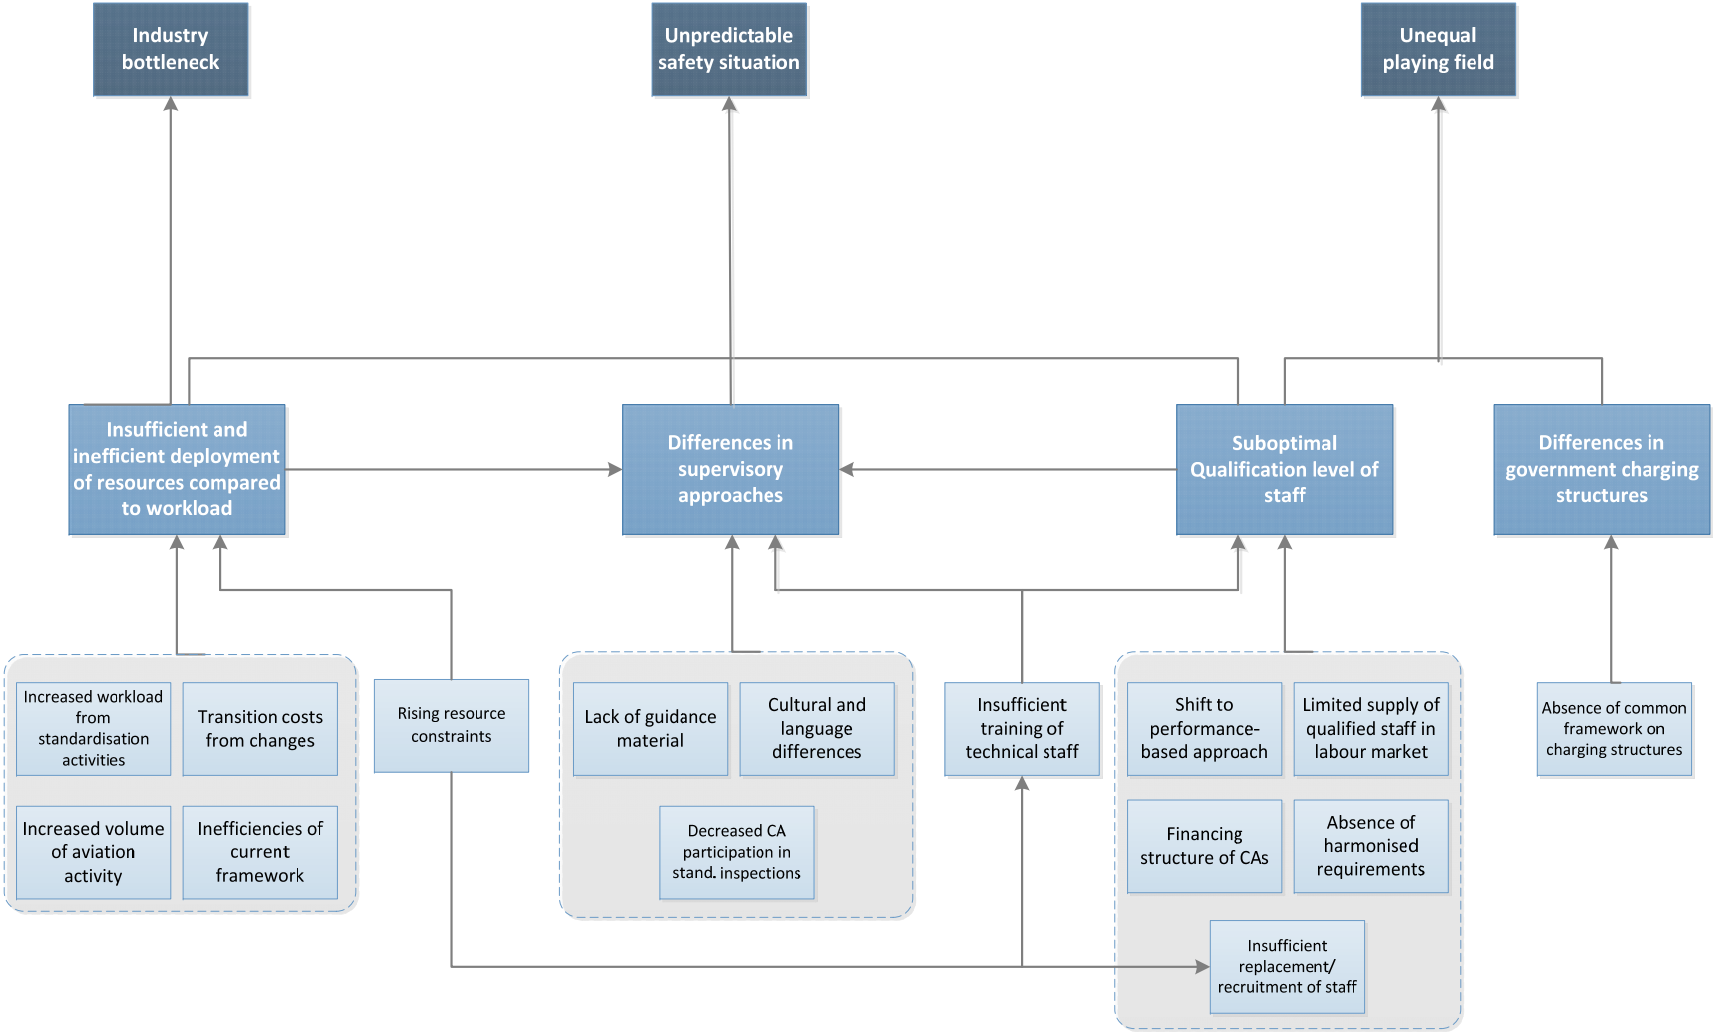 Industry
bottleneck
Unpredictable
safety situation
Unequal
playing field
Insufficient and
inefficient deployment
of resources compared
to workload
Differences in
supervisory
approaches
Suboptimal
Qualification level of
staff
Differences in
government charging
structures
Increased workload
from
standardisation
activities
Transition costs
from changes
Increased volume
of aviation
activity
Inefficiencies of
current
framework
Rising resource
constraints
Lack of guidance
material
Cultural and
language
differences
Decreased CA
participation in
stand. inspections
Insufficient
training of
technical staff
Shift to
performance-
based approach
Limited supply of
qualified staff in
labour market
Financing
structure of CAs
Absence of
harmonised
requirements
Insufficient
replacement/
recruitment of staff
Absence of common
framework on
charging structures